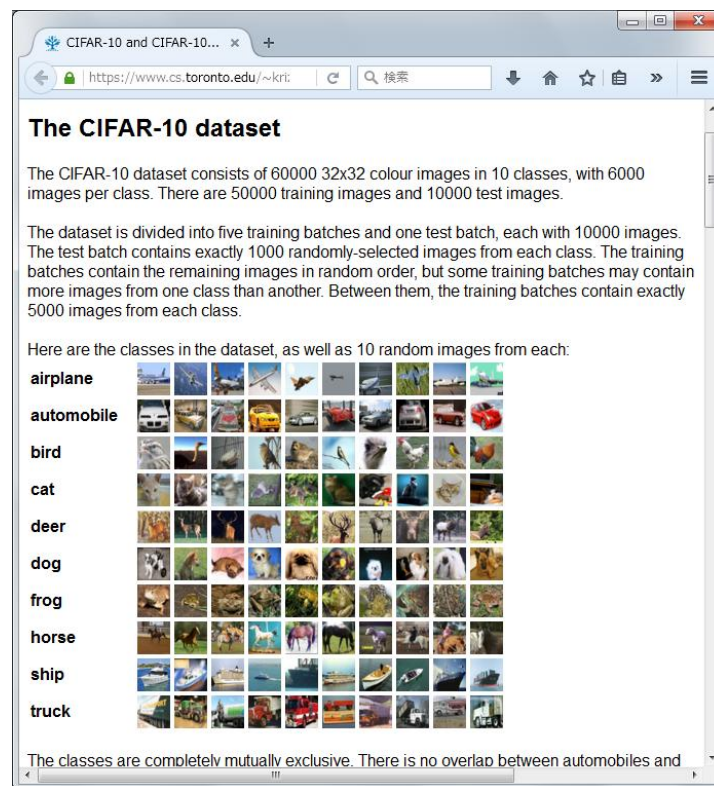 CIFAR-10 and CIFAR-10...
https://www.cs.toronto.edu/~kri:
検索
The CIFAR-10 dataset
The CIFAR-10 dataset consists of 60000 32x32 colour images in 10 classes, with 6000
images per class. There are 50000 training images and 10000 test images.
The dataset is divided into five training batches and one test batch, each with 10000 images.
The test batch contains exactly 1000 randomly-selected images from each class. The training
batches contain the remaining images in random order, but some training batches may contain
more images from one class than another. Between them, the training batches contain exactly
5000 images from each class.
Here are the classes in the dataset, as well as 10 random images from each:
airplane
automobile
bird
cat
deer
dog
frog
horse
ship
truck
The classes are completely mutually exclusive. There is no overlap between automobiles and